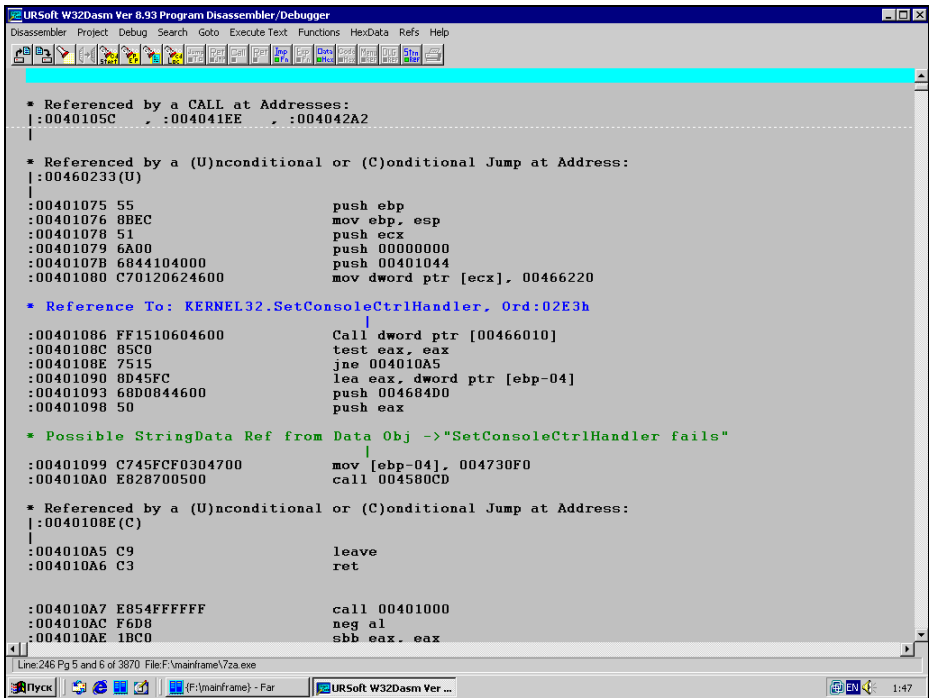 URSoft W32Dasm Ver 8.93 Program Disassembler/Debugger
Disassembler Project Debug Search Goto Execute Text Functions HexData Refs Help
* Referenced by a CALL at Addresses:
|:0040105C , :004041EE , :004042A2
|
* Referenced by a (U)nconditional or (C)onditional Jump at Address:
|:00460233(U)
|
:00401075 55 push ebp
:00401076 8BEC mov ebp, esp
:00401078 51 push ecx
:00401079 6A00 push 00000000
:0040107B 6844104000 push 00401044
:00401080 C70120624600 mov dword ptr [ecx], 00466220
* Reference To: KERNEL32.SetConsoleCtrlHandler, Ord:02E3h
|
:00401086 FF1510604600 Call dword ptr [00466010]
:0040108C 85C0 test eax, eax
:0040108E 7515 jne 004010A5
:00401090 8D45FC lea eax, dword ptr [ebp-04]
:00401093 68D0844600 push 004684D0
:00401098 50 push eax
* Possible StringData Ref from Data Obj ->"SetConsoleCtrlHandler fails"
|
:00401099 C745FCF0304700 mov [ebp-04], 004730F0
:004010A0 E828700500 call 004580CD
* Referenced by a (U)nconditional or (C)onditional Jump at Address:
|:0040108E(C)
|
:004010A5 C9 leave
:004010A6 C3 ret
:004010A7 E854FFFFFF call 00401000
:004010AC F6D8 neg al
:004010AE 1BC0 sbb eax, eax
Line:246 Pg 5 and 6 of 3870 File:F:\mainframe\7za.exe
Пуск {F:\mainframe} - Far URSoft W32Dasm Ver ... EN 1:47